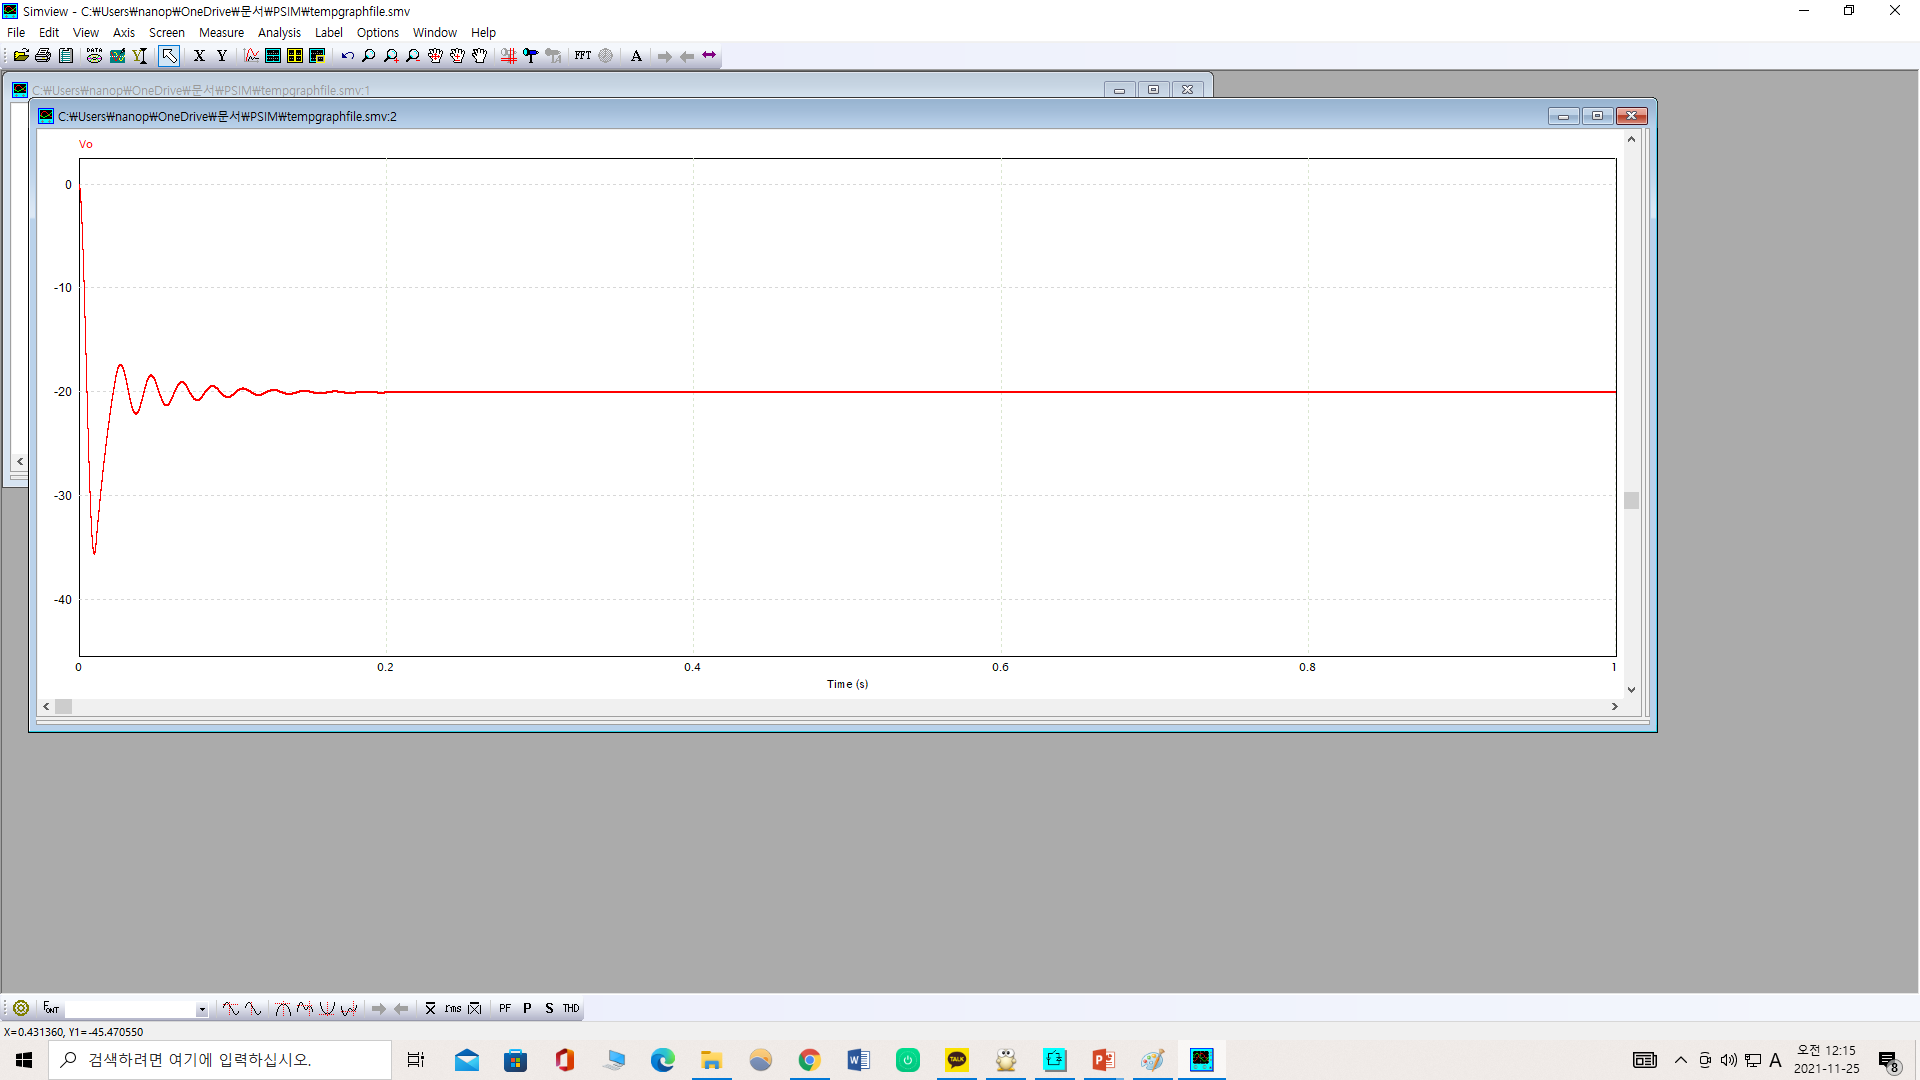 Simview - C:₩Users₩nanop₩OneDrive₩문서₩PSIM₩tempgraphfile.smv
File Edit View Axis Screen Measure Analysis Label Options Window Help
DATA Y X Y FFT A
C:₩Users₩nanop₩OneDrive₩문서₩PSIM₩tempgraphfile.smv:1
C:₩Users₩nanop₩OneDrive₩문서₩PSIM₩tempgraphfile.smv:2
Vo
0
-10
-20
-30
-40
0 0.2 0.4 0.6 0.8 1
Time (s)
FONT X rms PF P S THD
X=0.431360, Y1=-45.470550
검색하려면 여기에 입력하십시오.
TALK
A
오전 12:15
2021-11-25
8